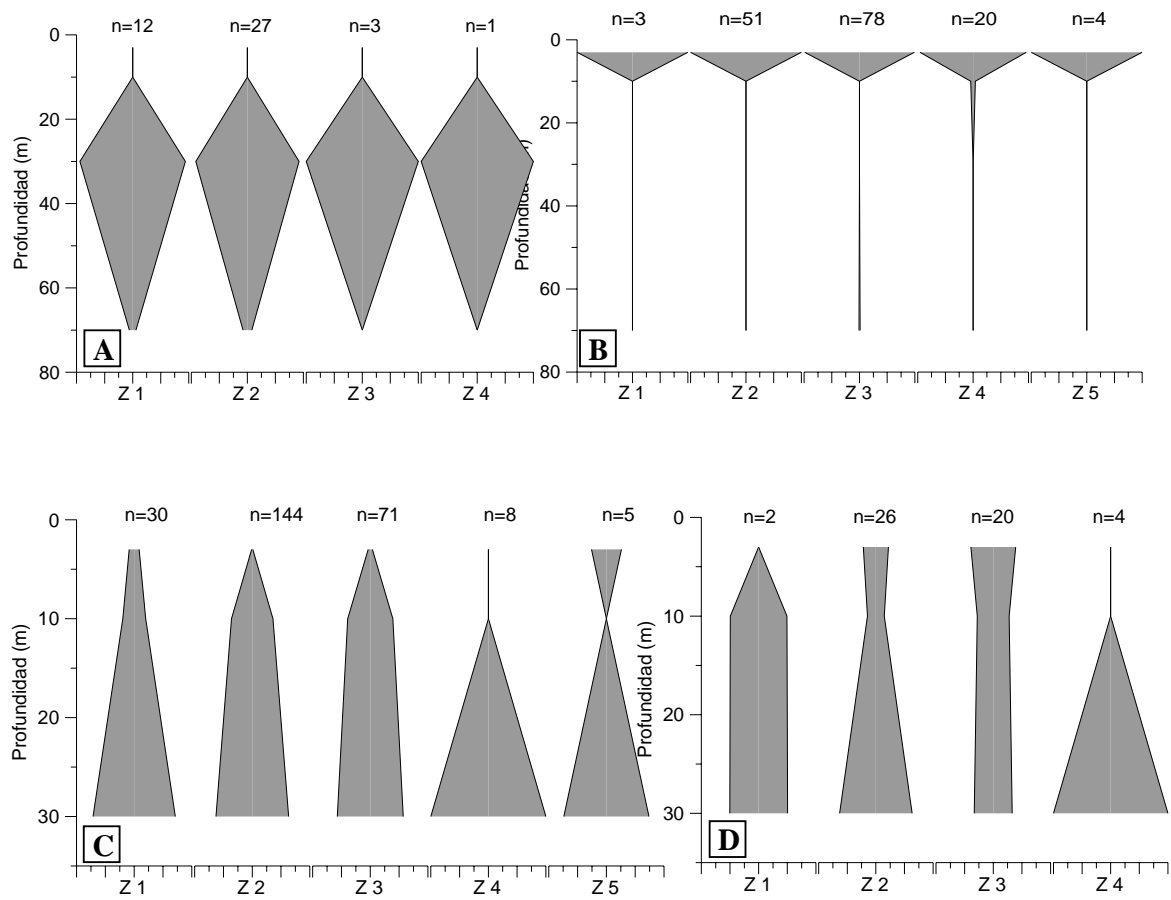 n=12 n=27 n=3 n=1
0
20
40
60
80
Profundidad (m)
A
Z 1 Z 2 Z 3 Z 4
n=3 n=51 n=78 n=20 n=4
0
20
40
60
80
Profundidad (m)
B
Z 1 Z 2 Z 3 Z 4 Z 5
n=30 n=144 n=71 n=8 n=5
0
10
20
30
Profundidad (m)
C
Z 1 Z 2 Z 3 Z 4 Z 5
n=2 n=26 n=20 n=4
0
10
20
30
Profundidad (m)
D
Z 1 Z 2 Z 3 Z 4